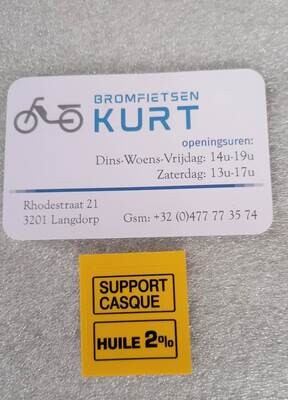 BROMFIETSEN
KURT
openingsuren:
Dins-Woens-Vrijdag: 14u-19u
Zaterdag: 13u-17u
Rhodestraat 21
3201 Langdorp Gsm: +32 (0)477 77 35 74
SUPPORT
CASQUE
HUILE 2%